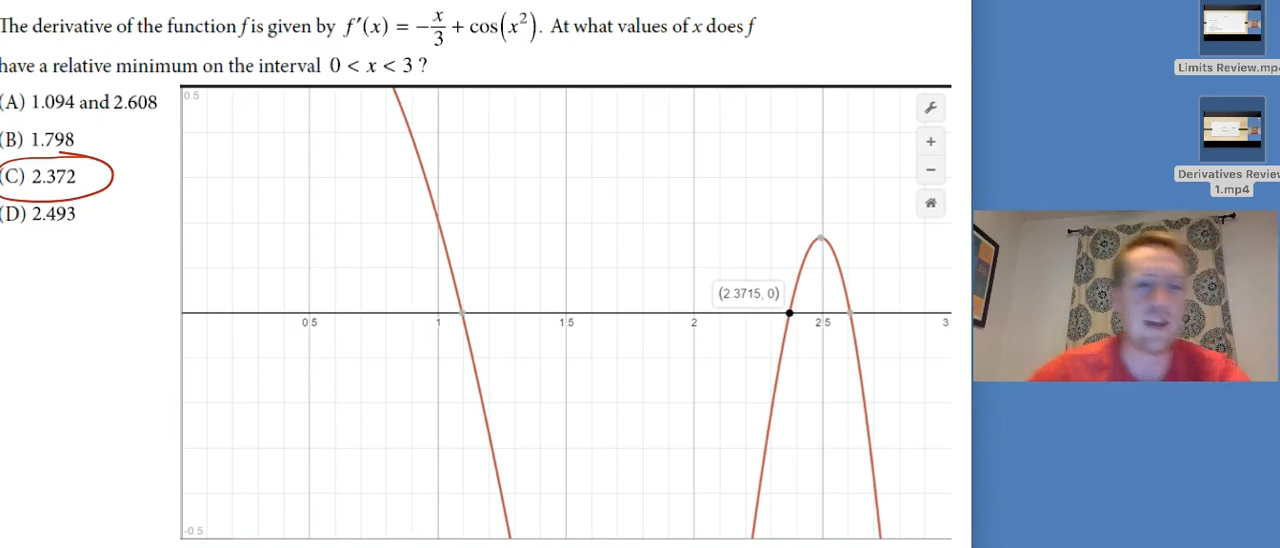 The derivative of the function f is given by f′(x) = −x/3 + cos(x²). At what values of x does f
have a relative minimum on the interval 0 < x < 3 ?
(A) 1.094 and 2.608
(B) 1.798
(C) 2.372
(D) 2.493
0.5
(2.3715, 0)
0 5
1
1 5
2
2 5
3
-0 5
+
−
Limits Review.mp4
Derivatives Review
1.mp4